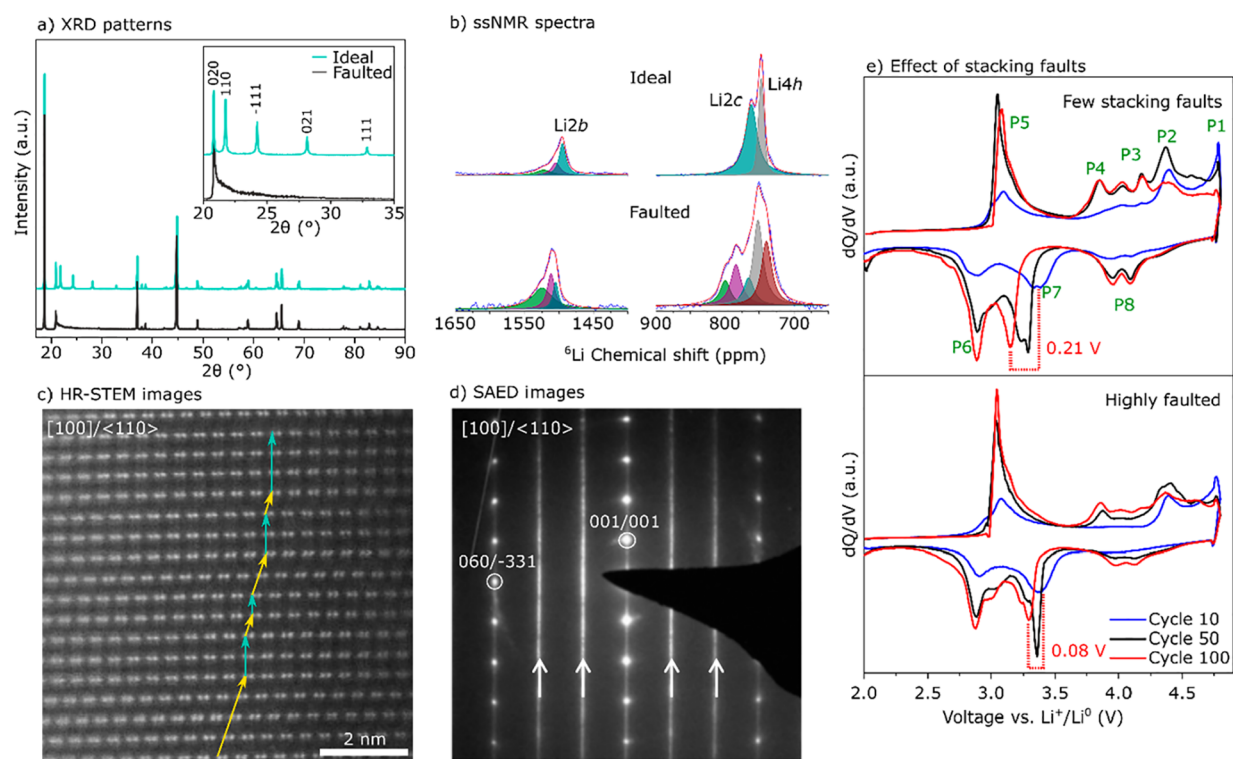 a) XRD patterns
Intensity (a.u.)
Ideal
Faulted
020
110
-111
021
111
20 25 30 35
2θ (°)
20 30 40 50 60 70 80 90
2θ (°)
b) ssNMR spectra
Ideal
Li2b
Li2c
Li4h
Faulted
1650 1525 1400 900 800 700
⁶Li Chemical shift (ppm)
c) HR-STEM images
[100]/<110>
2 nm
d) SAED images
[100]/<110>
001/001
060/-331
e) Effect of stacking faults
Few stacking faults
P1
P2
P3
P4
P5
P6
P7
P8
0.21 V
dQ/dV (a.u.)
Highly faulted
0.08 V
Cycle 10
Cycle 50
Cycle 100
dQ/dV (a.u.)
2.0 2.5 3.0 3.5 4.0 4.5
Voltage vs. Li⁺/Li⁰ (V)